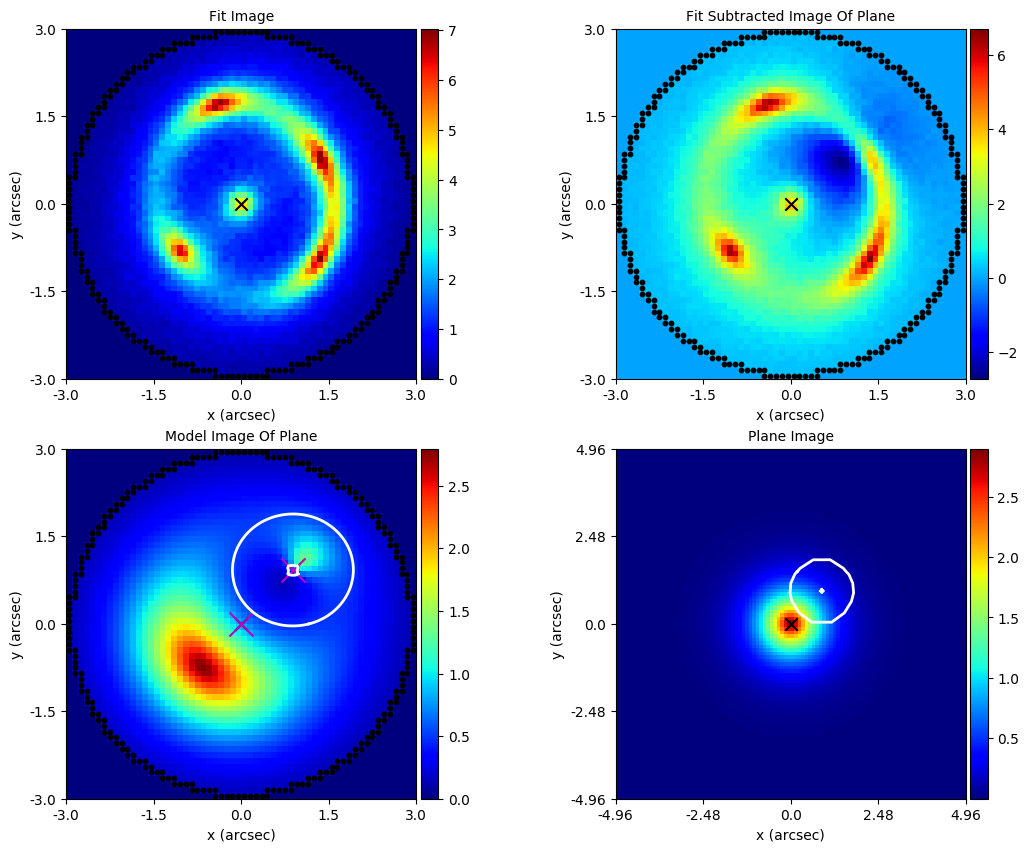 Fit Image
Fit Subtracted Image Of Plane
3.0
1.5
0.0
-1.5
-3.0
y (arcsec)
-3.0 -1.5 0.0 1.5 3.0
x (arcsec)
7
6
5
4
3
2
1
0
3.0
1.5
0.0
-1.5
-3.0
y (arcsec)
-3.0 -1.5 0.0 1.5 3.0
x (arcsec)
6
4
2
0
−2
Model Image Of Plane
Plane Image
3.0
1.5
0.0
-1.5
-3.0
y (arcsec)
-3.0 -1.5 0.0 1.5 3.0
x (arcsec)
2.5
2.0
1.5
1.0
0.5
0.0
4.96
2.48
0.0
-2.48
-4.96
y (arcsec)
-4.96 -2.48 0.0 2.48 4.96
x (arcsec)
2.5
2.0
1.5
1.0
0.5